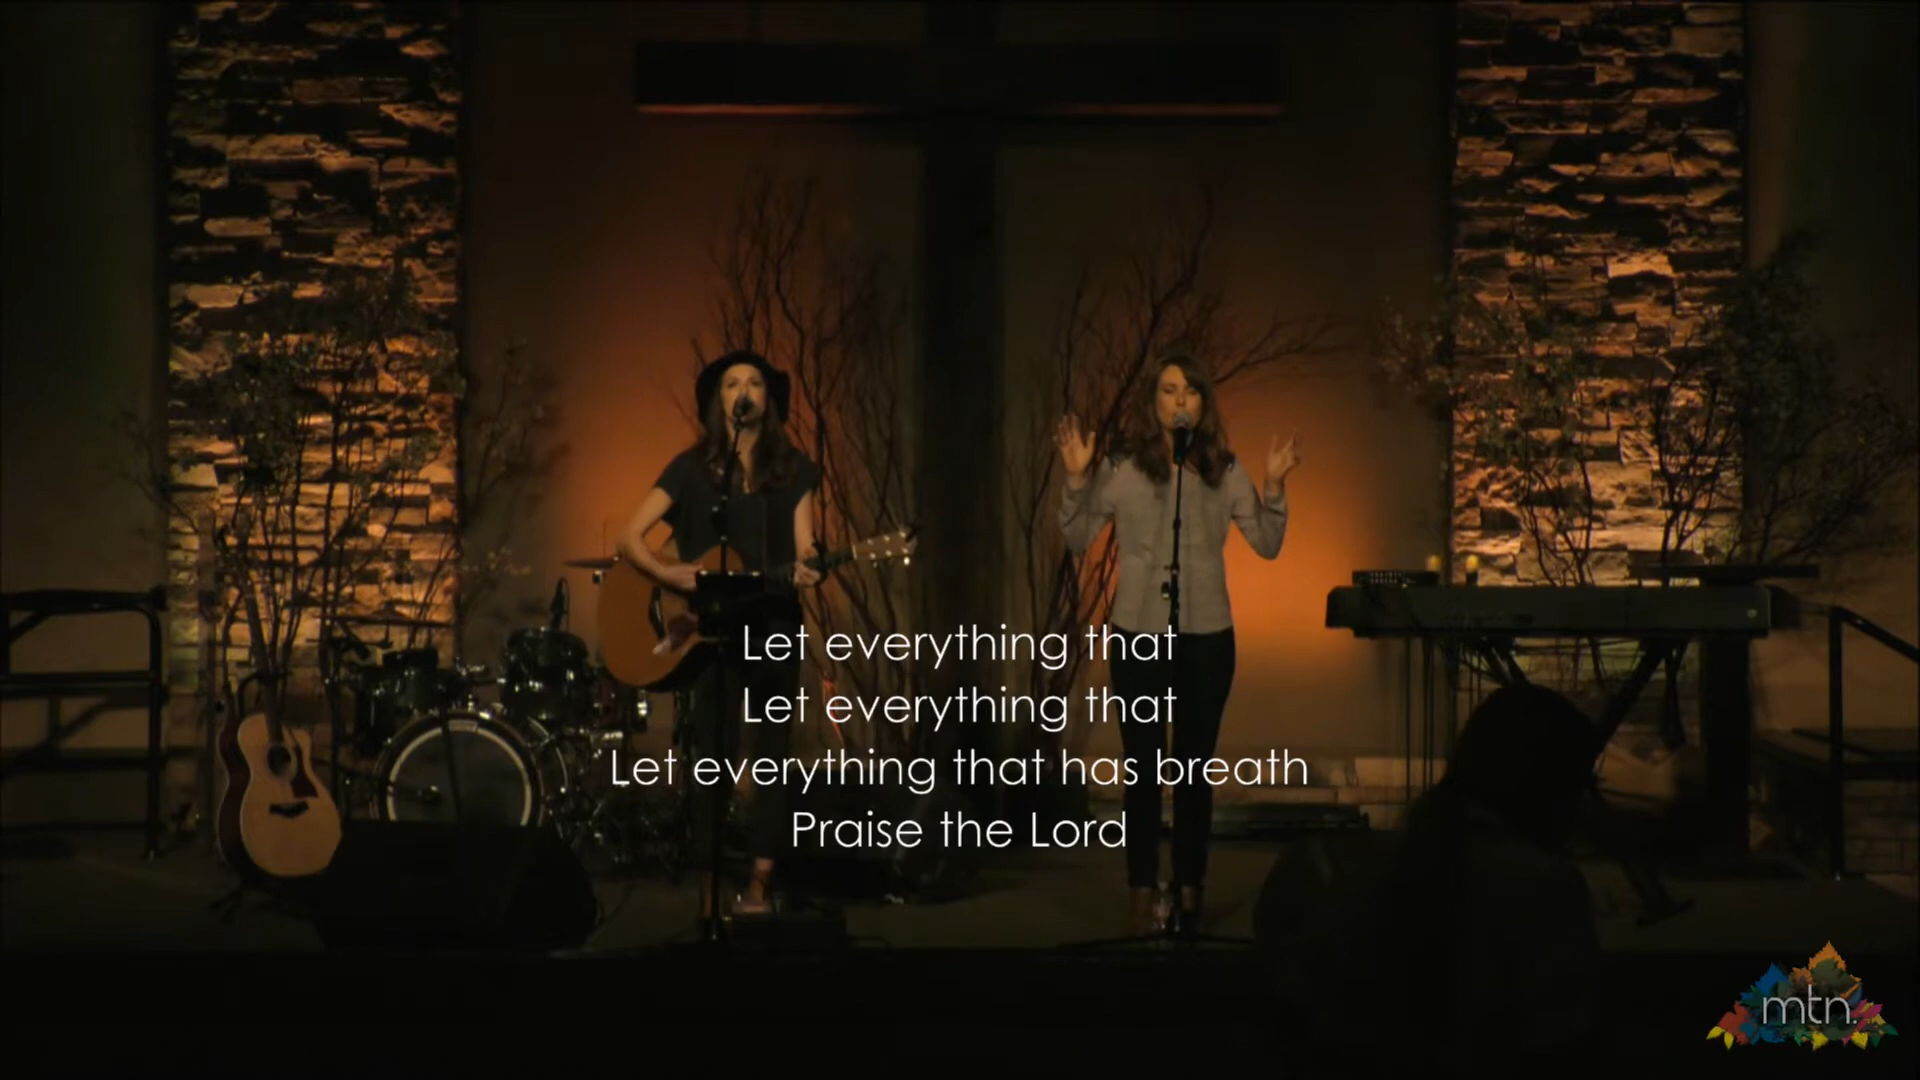 Let everything that
Let everything that
Let everything that has breath
Praise the Lord
mtn.